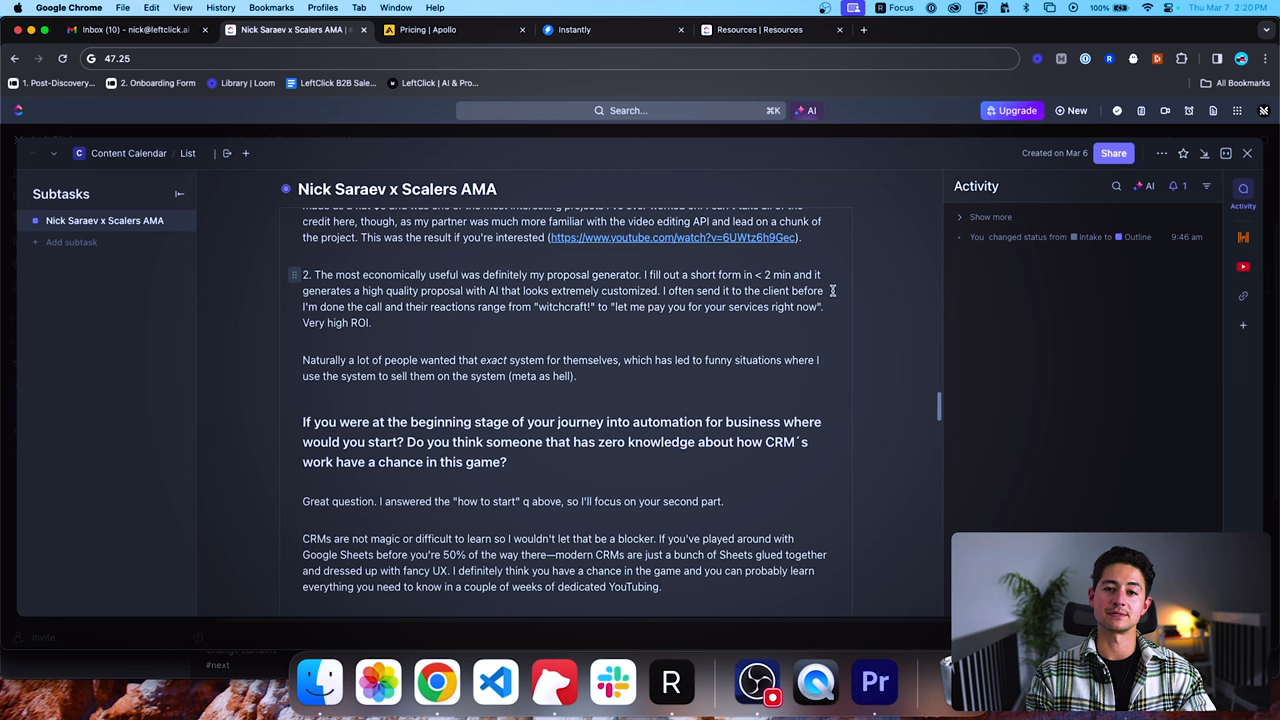 Google Chrome File Edit View History Bookmarks Profiles Tab Window Help
Focus 100% Thu Mar 7 2:20 PM
Inbox (10) - nick@leftclick.ai
Nick Saraev x Scalers AMA
Pricing | Apollo
Instantly
Resources | Resources
47.25
1. Post-Discovery... 2. Onboarding Form Library | Loom LeftClick B2B Sale... LeftClick | AI & Pro... All Bookmarks
Search... ⌘K AI Upgrade New
C Content Calendar / List Created on Mar 6 Share
Subtasks
Nick Saraev x Scalers AMA
Add subtask
Nick Saraev x Scalers AMA
credit here, though, as my partner was much more familiar with the video editing API and lead on a chunk of
the project. This was the result if you're interested (https://www.youtube.com/watch?v=6UWtz6h9Gec).
2. The most economically useful was definitely my proposal generator. I fill out a short form in < 2 min and it
generates a high quality proposal with AI that looks extremely customized. I often send it to the client before
I'm done the call and their reactions range from "witchcraft!" to "let me pay you for your services right now".
Very high ROI.
Naturally a lot of people wanted that exact system for themselves, which has led to funny situations where I
use the system to sell them on the system (meta as hell).
If you were at the beginning stage of your journey into automation for business where
would you start? Do you think someone that has zero knowledge about how CRM´s
work have a chance in this game?
Great question. I answered the "how to start" q above, so I'll focus on your second part.
CRMs are not magic or difficult to learn so I wouldn't let that be a blocker. If you've played around with
Google Sheets before you're 50% of the way there—modern CRMs are just a bunch of Sheets glued together
and dressed up with fancy UX. I definitely think you have a chance in the game and you can probably learn
everything you need to know in a couple of weeks of dedicated YouTubing.
Activity AI 1
Show more
You changed status from Intake to Outline 9:46 am
Activity
Invite
#next
R
Pr